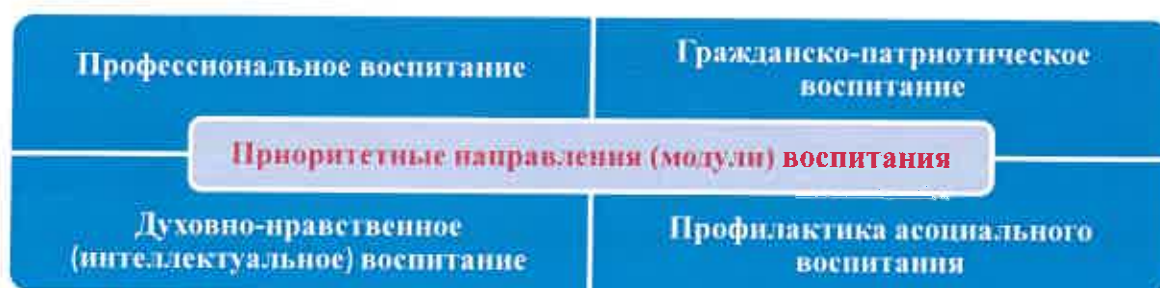 Профессиональное воспитание
Гражданско-патриотическое
воспитание
Приоритетные направления (модули) воспитания
Духовно-нравственное
(интеллектуальное) воспитание
Профилактика асоциального
воспитания